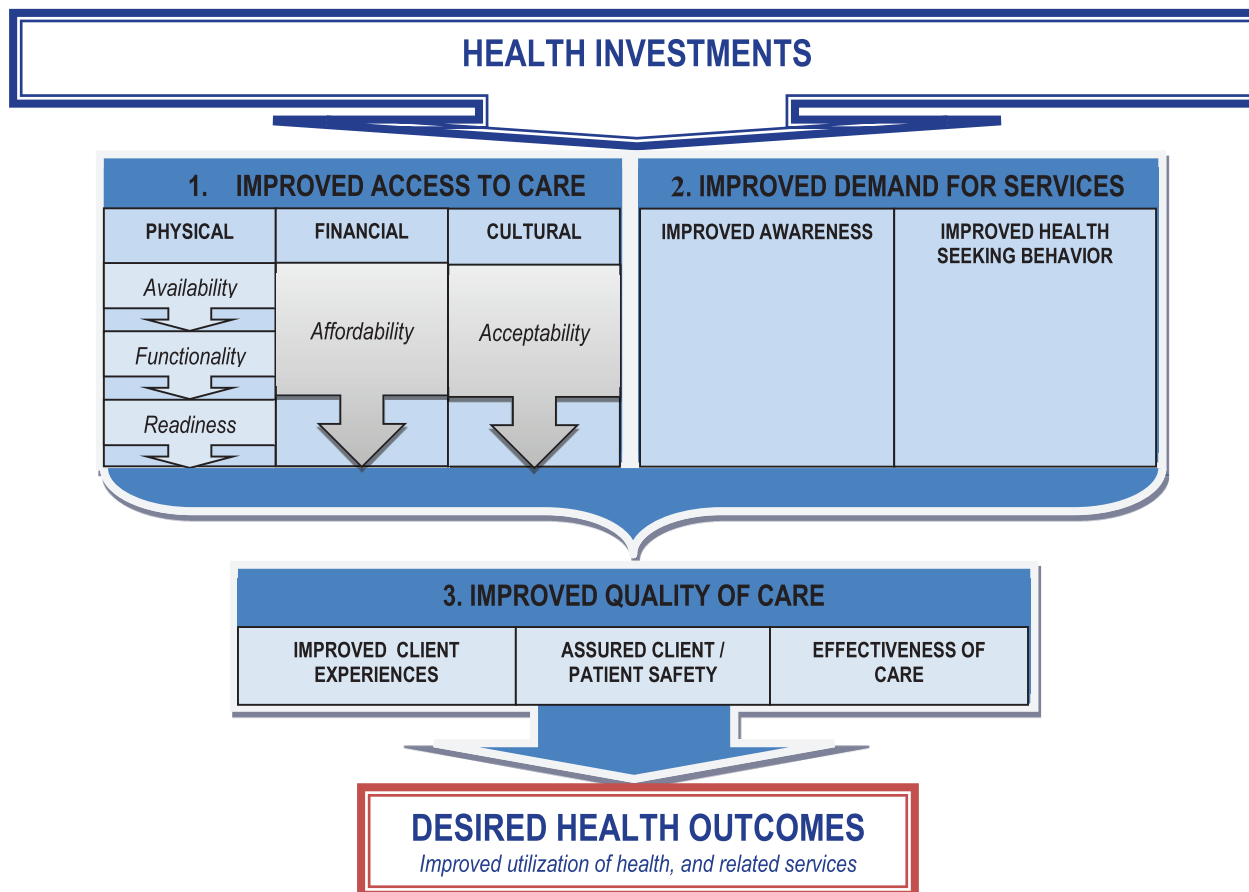 HEALTH INVESTMENTS
1. IMPROVED ACCESS TO CARE
PHYSICAL
FINANCIAL
CULTURAL
Availability
Functionality
Readiness
Affordability
Acceptability
2. IMPROVED DEMAND FOR SERVICES
IMPROVED AWARENESS
IMPROVED HEALTH
SEEKING BEHAVIOR
3. IMPROVED QUALITY OF CARE
IMPROVED CLIENT
EXPERIENCES
ASSURED CLIENT /
PATIENT SAFETY
EFFECTIVENESS OF
CARE
DESIRED HEALTH OUTCOMES
Improved utilization of health, and related services